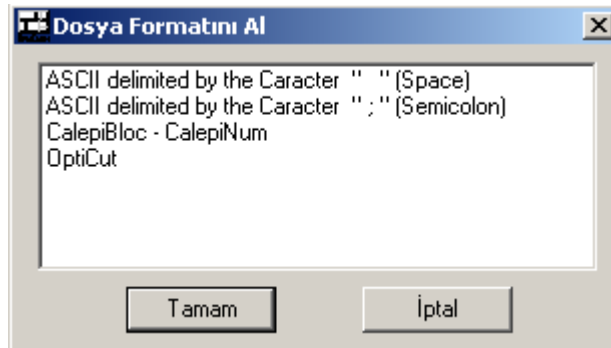 Dosya Formatını Al
ASCII delimited by the Caracter "   " (Space)
ASCII delimited by the Caracter " ; " (Semicolon)
CalepiBloc - CalepiNum
OptiCut
Tamam
İptal